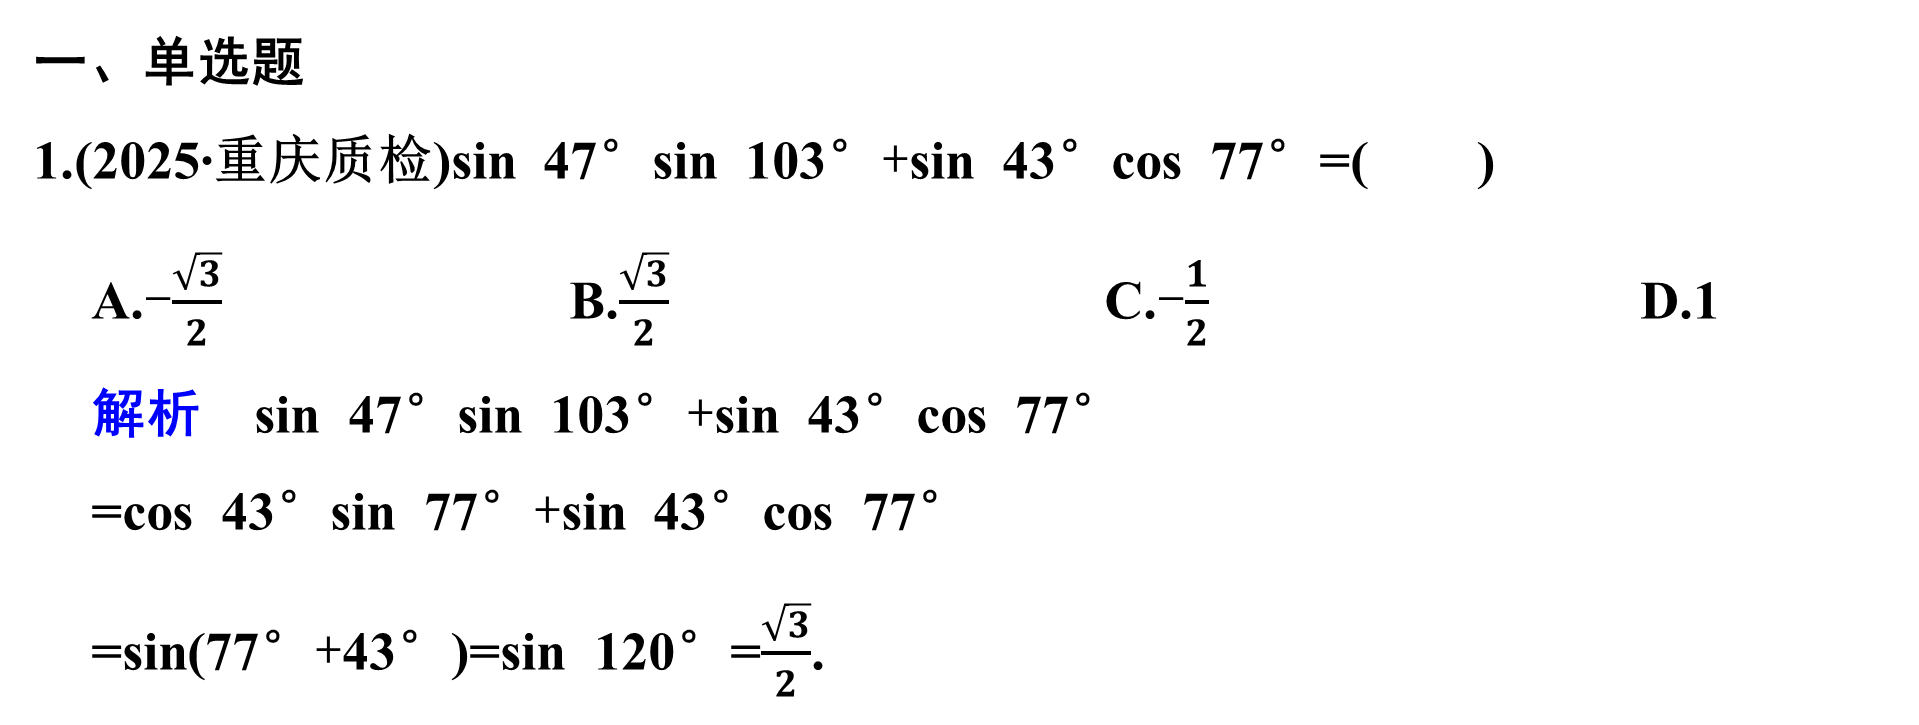 一、单选题
1.(2025·重庆质检)sin 47°sin 103°+sin 43°cos 77°=(  )
A.−√3/2 B.√3/2 C.−1/2 D.1
解析 sin 47°sin 103°+sin 43°cos 77°
=cos 43°sin 77°+sin 43°cos 77°
=sin(77°+43°)=sin 120°=√3/2.